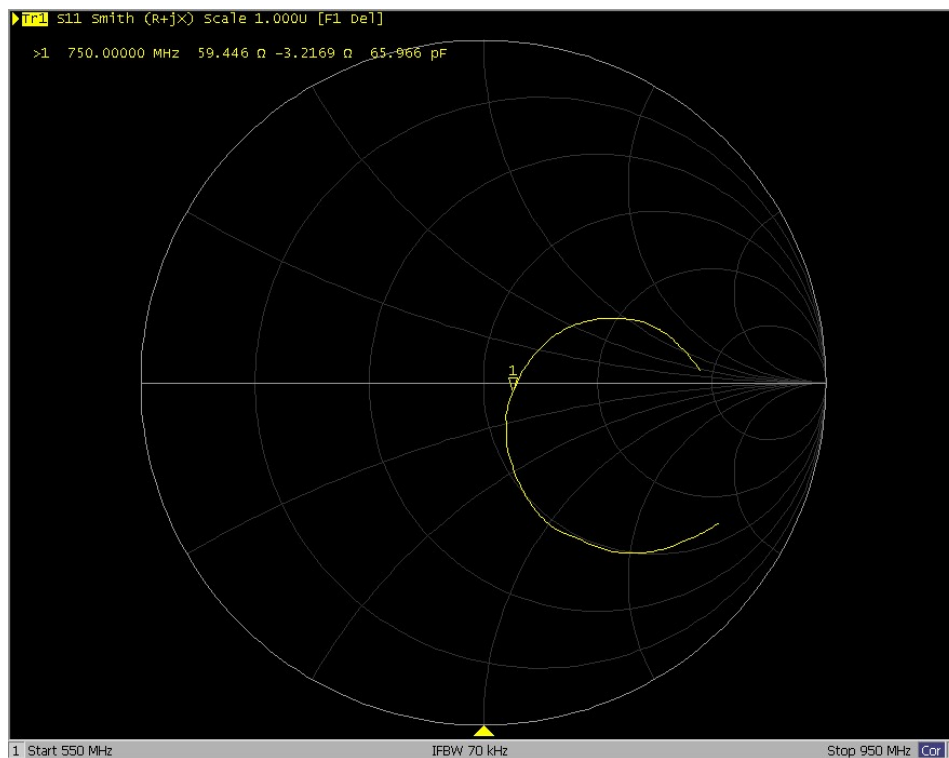 Tr1 S11 Smith (R+jX) Scale 1.000U [F1 Del]
>1 750.00000 MHz 59.446 Ω -3.2169 Ω 65.966 pF
1
1 Start 550 MHz IFBW 70 kHz Stop 950 MHz Cor